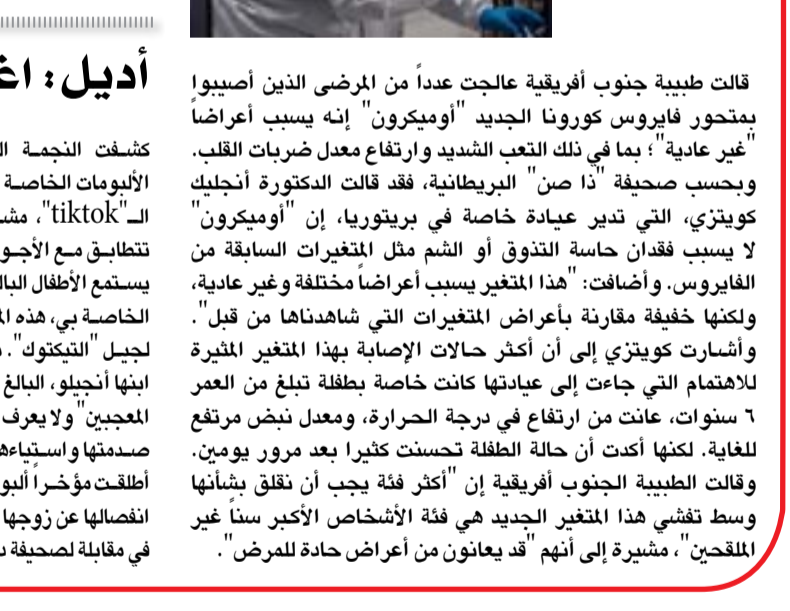 قالت طبيبة جنوب أفريقية عالجت عدداً من المرضى الذين أصيبوا
بمتحور فايروس كورونا الجديد "أوميكرون" إنه يسبب أعراضاً
"غير عادية"؛ بما في ذلك التعب الشديد وارتفاع معدل ضربات القلب.
وبحسب صحيفة "ذا صن" البريطانية، فقد قالت الدكتورة أنجليك
كويتزي، التي تدير عيادة خاصة في بريتوريا، إن "أوميكرون"
لا يسبب فقدان حاسة التذوق أو الشم مثل المتغيرات السابقة من
الفايروس. وأضافت: "هذا المتغير يسبب أعراضاً مختلفة وغير عادية،
ولكنها خفيفة مقارنة بأعراض المتغيرات التي شاهدناها من قبل".
وأشارت كويتزي إلى أن أكثر حالات الإصابة بهذا المتغير المثيرة
للاهتمام التي جاءت إلى عيادتها كانت خاصة بطفلة تبلغ من العمر
٦ سنوات، عانت من ارتفاع في درجة الحرارة، ومعدل نبض مرتفع
للغاية. لكنها أكدت أن حالة الطفلة تحسنت كثيرا بعد مرور يومين.
وقالت الطبيبة الجنوب أفريقية إن "أكثر فئة يجب أن نقلق بشأنها
وسط تفشي هذا المتغير الجديد هي فئة الأشخاص الأكبر سناً غير
الملقحين"، مشيرة إلى أنهم "قد يعانون من أعراض حادة للمرض".
أديل:
كشفت النجمة
الألبومات الخاصة
الـ"tiktok"،
تتطابق مع
يستمع الأطفال
الخاصة بي، هذه
لجيل "التيكتوك".
ابنها أنجيلو، البالغ
المعجبين" ولا يعرف
صدمتها واستياءها
أطلقت مؤخراً
انفصالها عن زوجها
في مقابلة لصحيفة